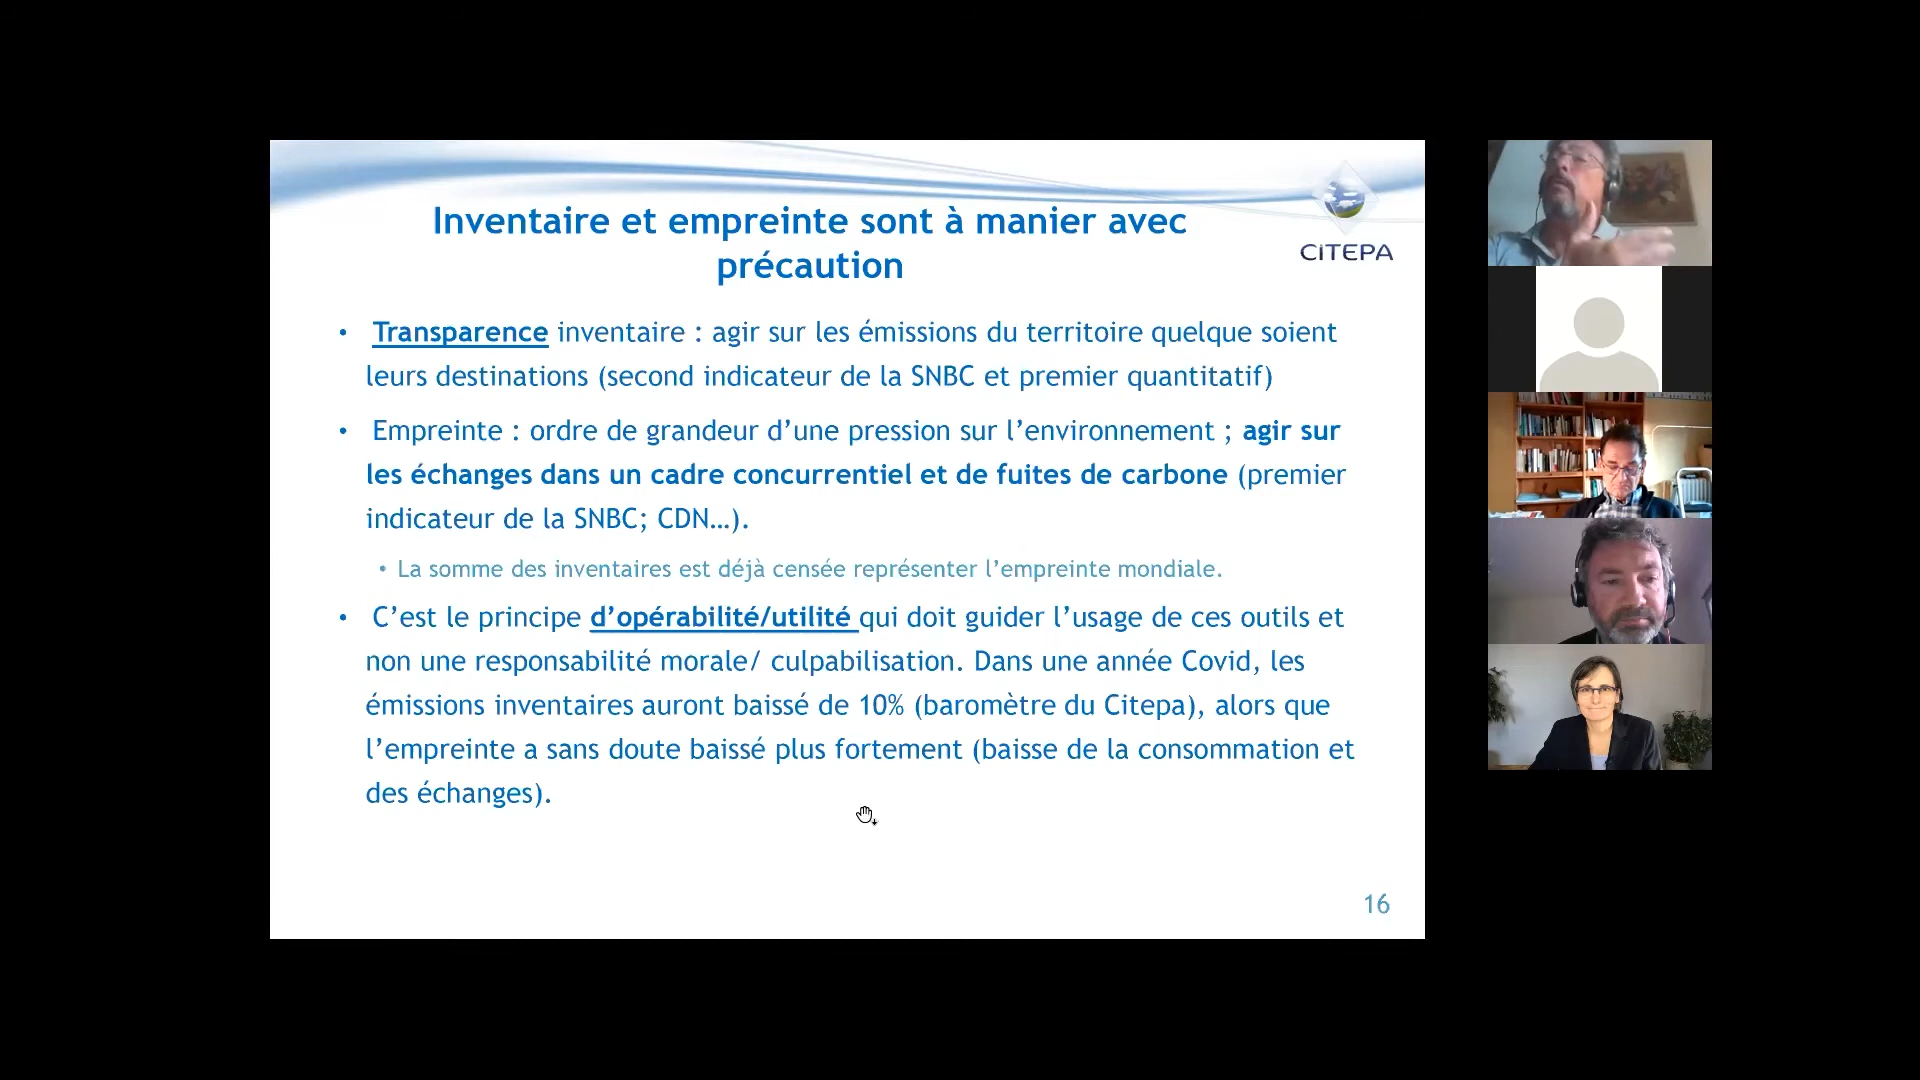 Inventaire et empreinte sont à manier avec
précaution
CiTEPA
• Transparence inventaire : agir sur les émissions du territoire quelque soient
leurs destinations (second indicateur de la SNBC et premier quantitatif)
• Empreinte : ordre de grandeur d’une pression sur l’environnement ; agir sur
les échanges dans un cadre concurrentiel et de fuites de carbone (premier
indicateur de la SNBC; CDN…).
• La somme des inventaires est déjà censée représenter l’empreinte mondiale.
• C’est le principe d’opérabilité/utilité qui doit guider l’usage de ces outils et
non une responsabilité morale/ culpabilisation. Dans une année Covid, les
émissions inventaires auront baissé de 10% (baromètre du Citepa), alors que
l’empreinte a sans doute baissé plus fortement (baisse de la consommation et
des échanges).
16